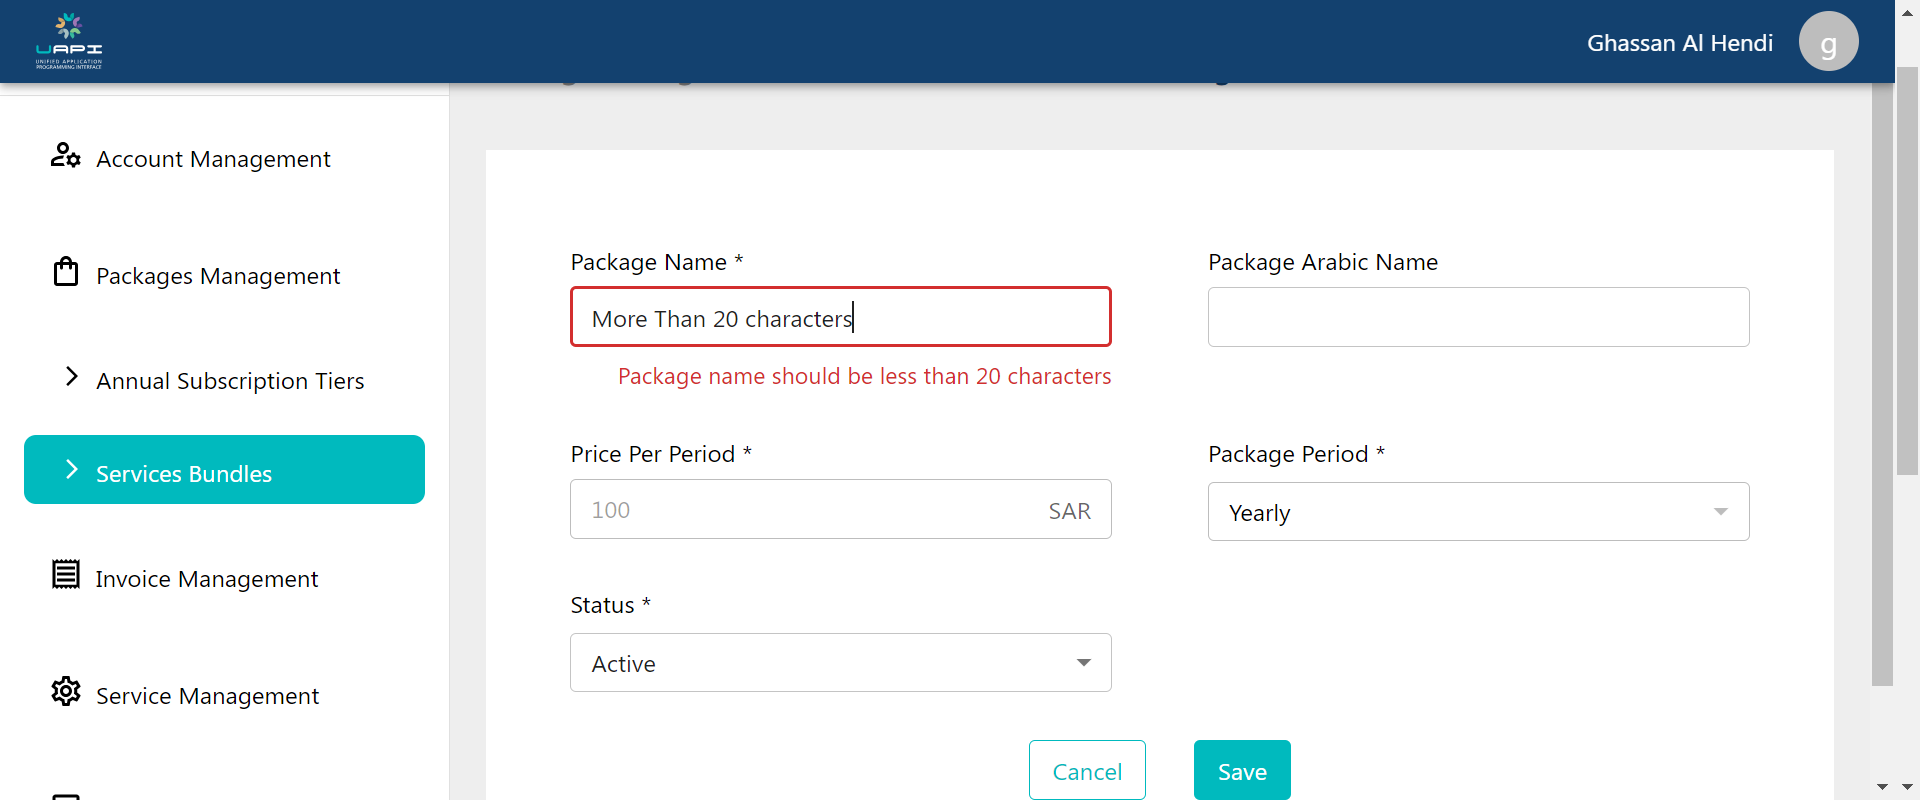 UAPI
UNIFIED APPLICATION
PROGRAMMING INTERFACE
Ghassan Al Hendi
g
Account Management
Packages Management
Annual Subscription Tiers
Services Bundles
Invoice Management
Service Management
Package Name *
More Than 20 characters
Package name should be less than 20 characters
Package Arabic Name
Price Per Period *
100 SAR
Package Period *
Yearly
Status *
Active
Cancel
Save